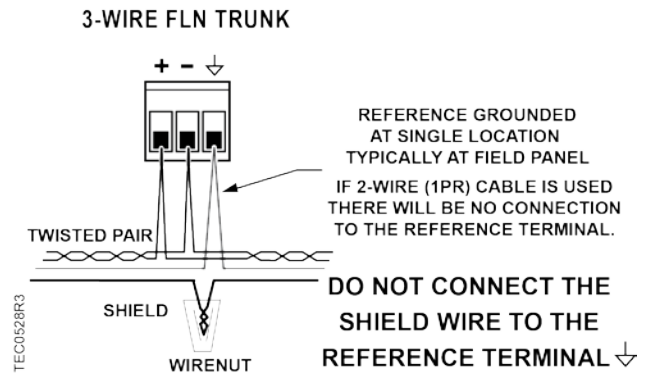 3-WIRE FLN TRUNK
+ - ⏚
REFERENCE GROUNDED
AT SINGLE LOCATION
TYPICALLY AT FIELD PANEL
IF 2-WIRE (1PR) CABLE IS USED
THERE WILL BE NO CONNECTION
TO THE REFERENCE TERMINAL.
TWISTED PAIR
SHIELD
WIRENUT
DO NOT CONNECT THE
SHIELD WIRE TO THE
REFERENCE TERMINAL ⏚
TEC0528R3